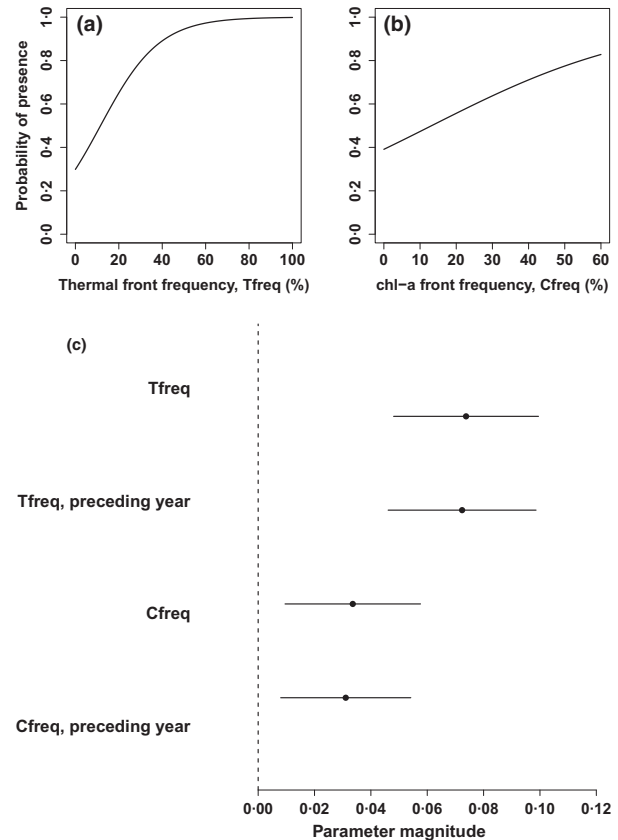 (a)
Probability of presence
1·0
0·8
0·6
0·4
0·2
0·0
0 20 40 60 80 100
Thermal front frequency, Tfreq (%)
(b)
1·0
0·8
0·6
0·4
0·2
0·0
0 10 20 30 40 50 60
chl-a front frequency, Cfreq (%)
(c)
Tfreq
Tfreq, preceding year
Cfreq
Cfreq, preceding year
0·00 0·02 0·04 0·06 0·08 0·10 0·12
Parameter magnitude